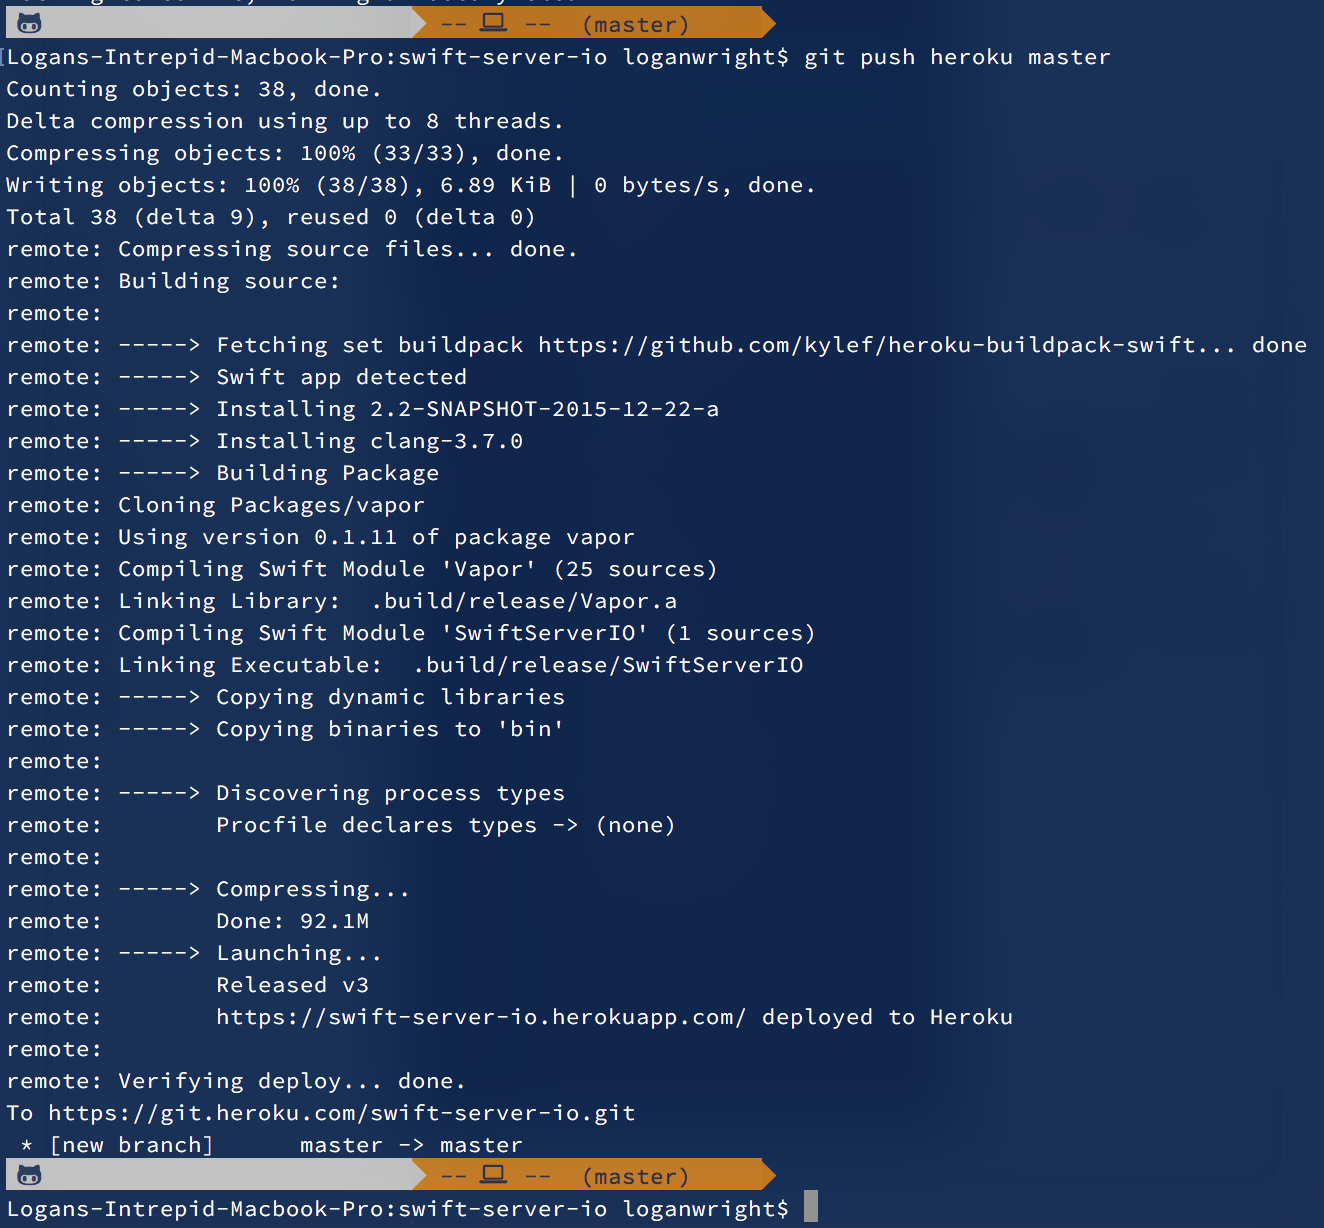 -- -- (master)
Logans-Intrepid-Macbook-Pro:swift-server-io loganwright$ git push heroku master
Counting objects: 38, done.
Delta compression using up to 8 threads.
Compressing objects: 100% (33/33), done.
Writing objects: 100% (38/38), 6.89 KiB | 0 bytes/s, done.
Total 38 (delta 9), reused 0 (delta 0)
remote: Compressing source files... done.
remote: Building source:
remote:
remote: -----> Fetching set buildpack https://github.com/kylef/heroku-buildpack-swift... done
remote: -----> Swift app detected
remote: -----> Installing 2.2-SNAPSHOT-2015-12-22-a
remote: -----> Installing clang-3.7.0
remote: -----> Building Package
remote: Cloning Packages/vapor
remote: Using version 0.1.11 of package vapor
remote: Compiling Swift Module 'Vapor' (25 sources)
remote: Linking Library:  .build/release/Vapor.a
remote: Compiling Swift Module 'SwiftServerIO' (1 sources)
remote: Linking Executable:  .build/release/SwiftServerIO
remote: -----> Copying dynamic libraries
remote: -----> Copying binaries to 'bin'
remote:
remote: -----> Discovering process types
remote:        Procfile declares types -> (none)
remote:
remote: -----> Compressing...
remote:        Done: 92.1M
remote: -----> Launching...
remote:        Released v3
remote:        https://swift-server-io.herokuapp.com/ deployed to Heroku
remote:
remote: Verifying deploy... done.
To https://git.heroku.com/swift-server-io.git
 * [new branch]      master -> master
-- -- (master)
Logans-Intrepid-Macbook-Pro:swift-server-io loganwright$